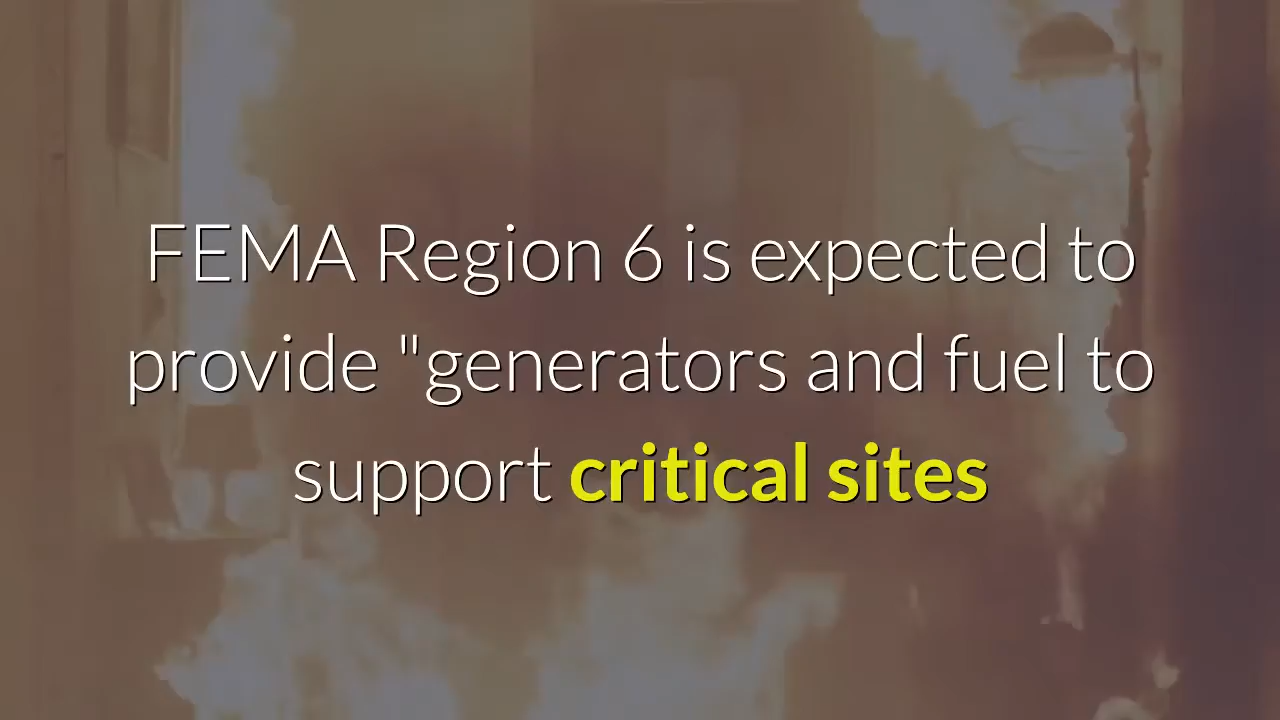 FEMA Region 6 is expected to
provide "generators and fuel to
support critical sites